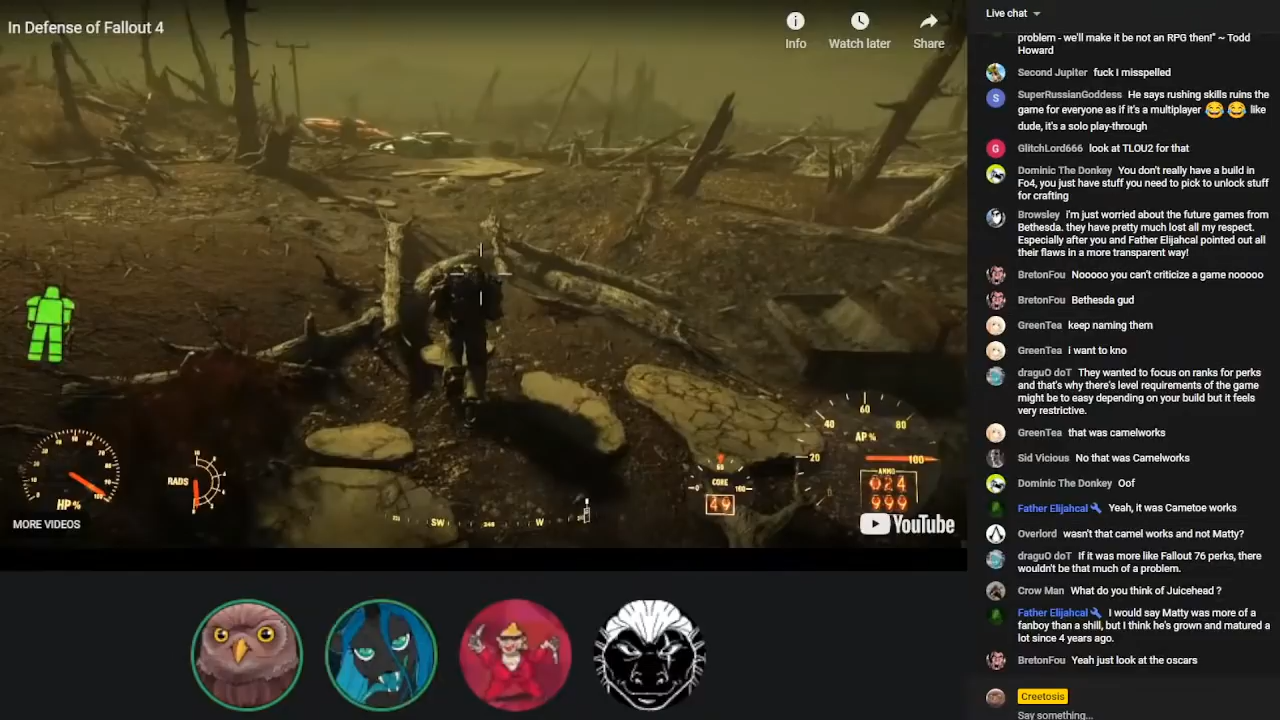 In Defense of Fallout 4
Info
Watch later
Share
HP %
RADS
MORE VIDEOS
SW
W
CORE
49
40
60
80
AP %
20
100
AMMO
024
999
YouTube
Live chat
problem - we'll make it be not an RPG then!" ~ Todd
Howard
Second Jupiter fuck I misspelled
SuperRussianGoddess He says rushing skills ruins the
game for everyone as if it's a multiplayer 😂 😂 like
dude, it's a solo play-through
GlitchLord666 look at TLOU2 for that
Dominic The Donkey You don't really have a build in
Fo4, you just have stuff you need to pick to unlock stuff
for crafting
Browsley i'm just worried about the future games from
Bethesda. they have pretty much lost all my respect.
Especially after you and Father Elijahcal pointed out all
their flaws in a more transparent way!
BretonFou Nooooo you can't criticize a game nooooo
BretonFou Bethesda gud
GreenTea keep naming them
GreenTea i want to kno
draguO doT They wanted to focus on ranks for perks
and that's why there's level requirements of the game
might be to easy depending on your build but it feels
very restrictive.
GreenTea that was camelworks
Sid Vicious No that was Camelworks
Dominic The Donkey Oof
Father Elijahcal Yeah, it was Cametoe works
Overlord wasn't that camel works and not Matty?
draguO doT If it was more like Fallout 76 perks, there
wouldn't be that much of a problem.
Crow Man What do you think of Juicehead ?
Father Elijahcal I would say Matty was more of a
fanboy than a shill, but I think he's grown and matured a
lot since 4 years ago.
BretonFou Yeah just look at the oscars
Creetosis
Say something...